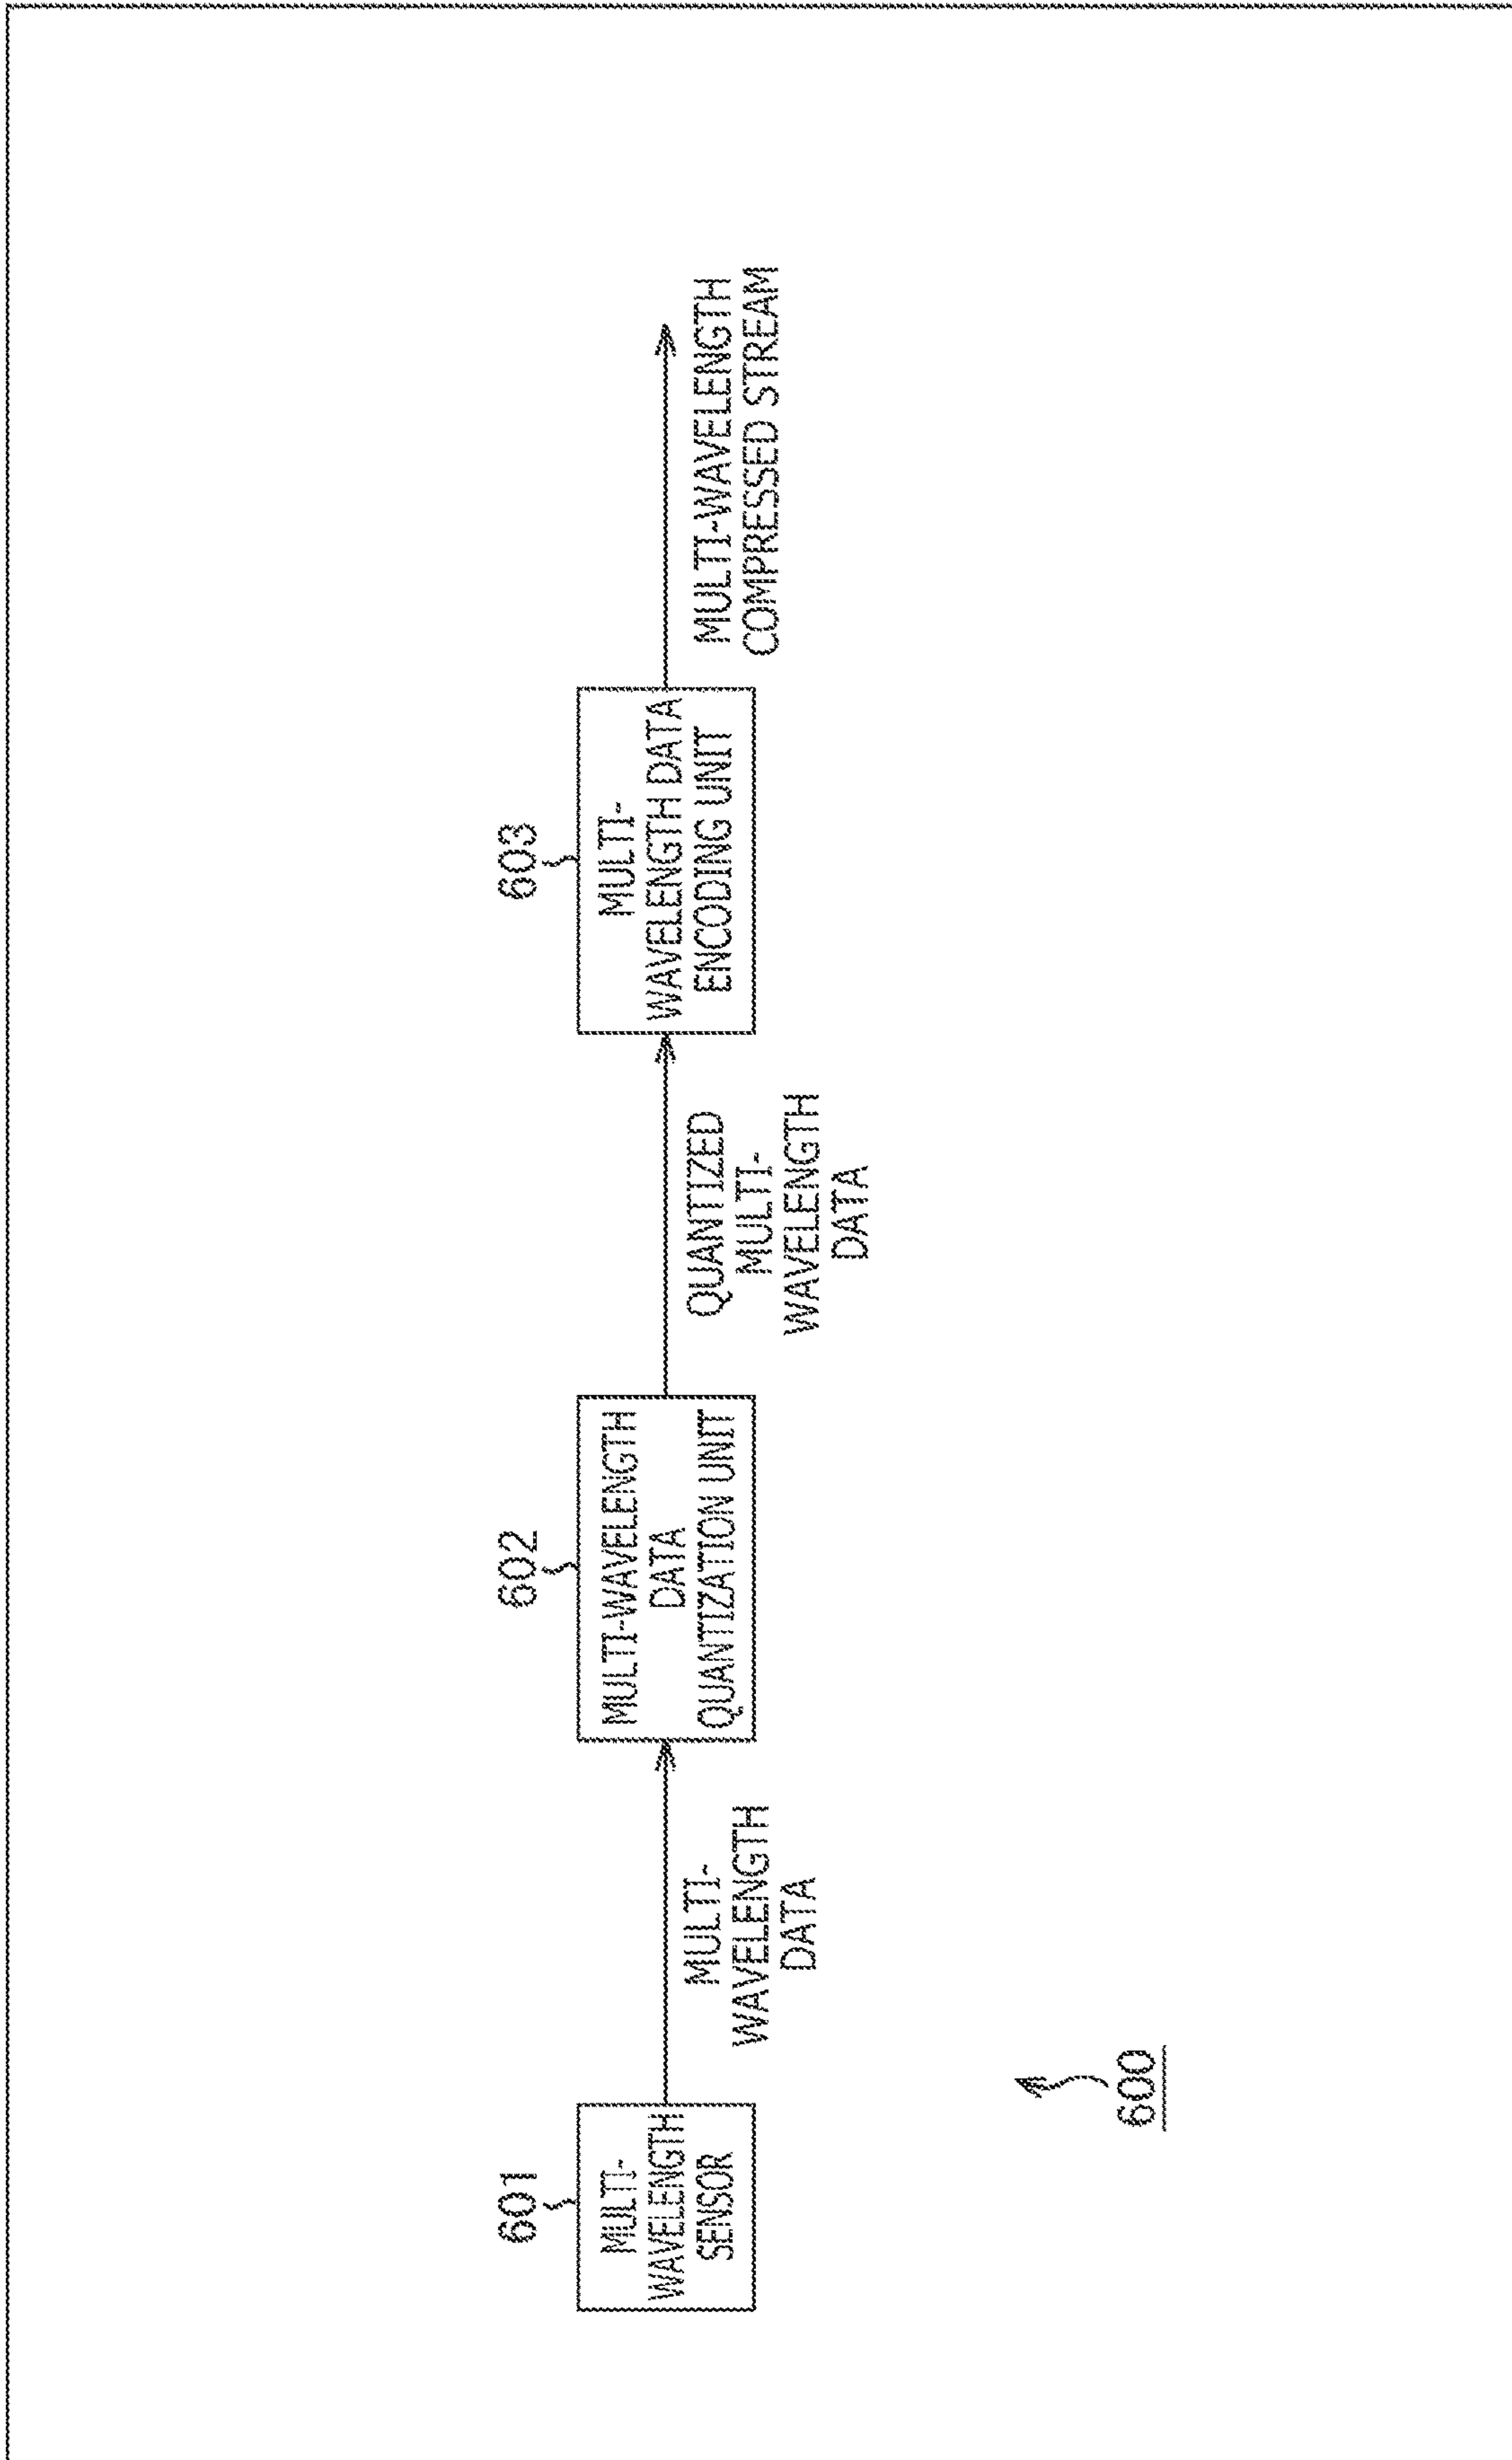 601
MULTI-
WAVELENGTH
SENSOR
MULTI-
WAVELENGTH
DATA
602
MULTI-WAVELENGTH
DATA
QUANTIZATION UNIT
QUANTIZED
MULTI-
WAVELENGTH
DATA
603
MULTI-
WAVELENGTH DATA
ENCODING UNIT
MULTI-WAVELENGTH
COMPRESSED STREAM
600